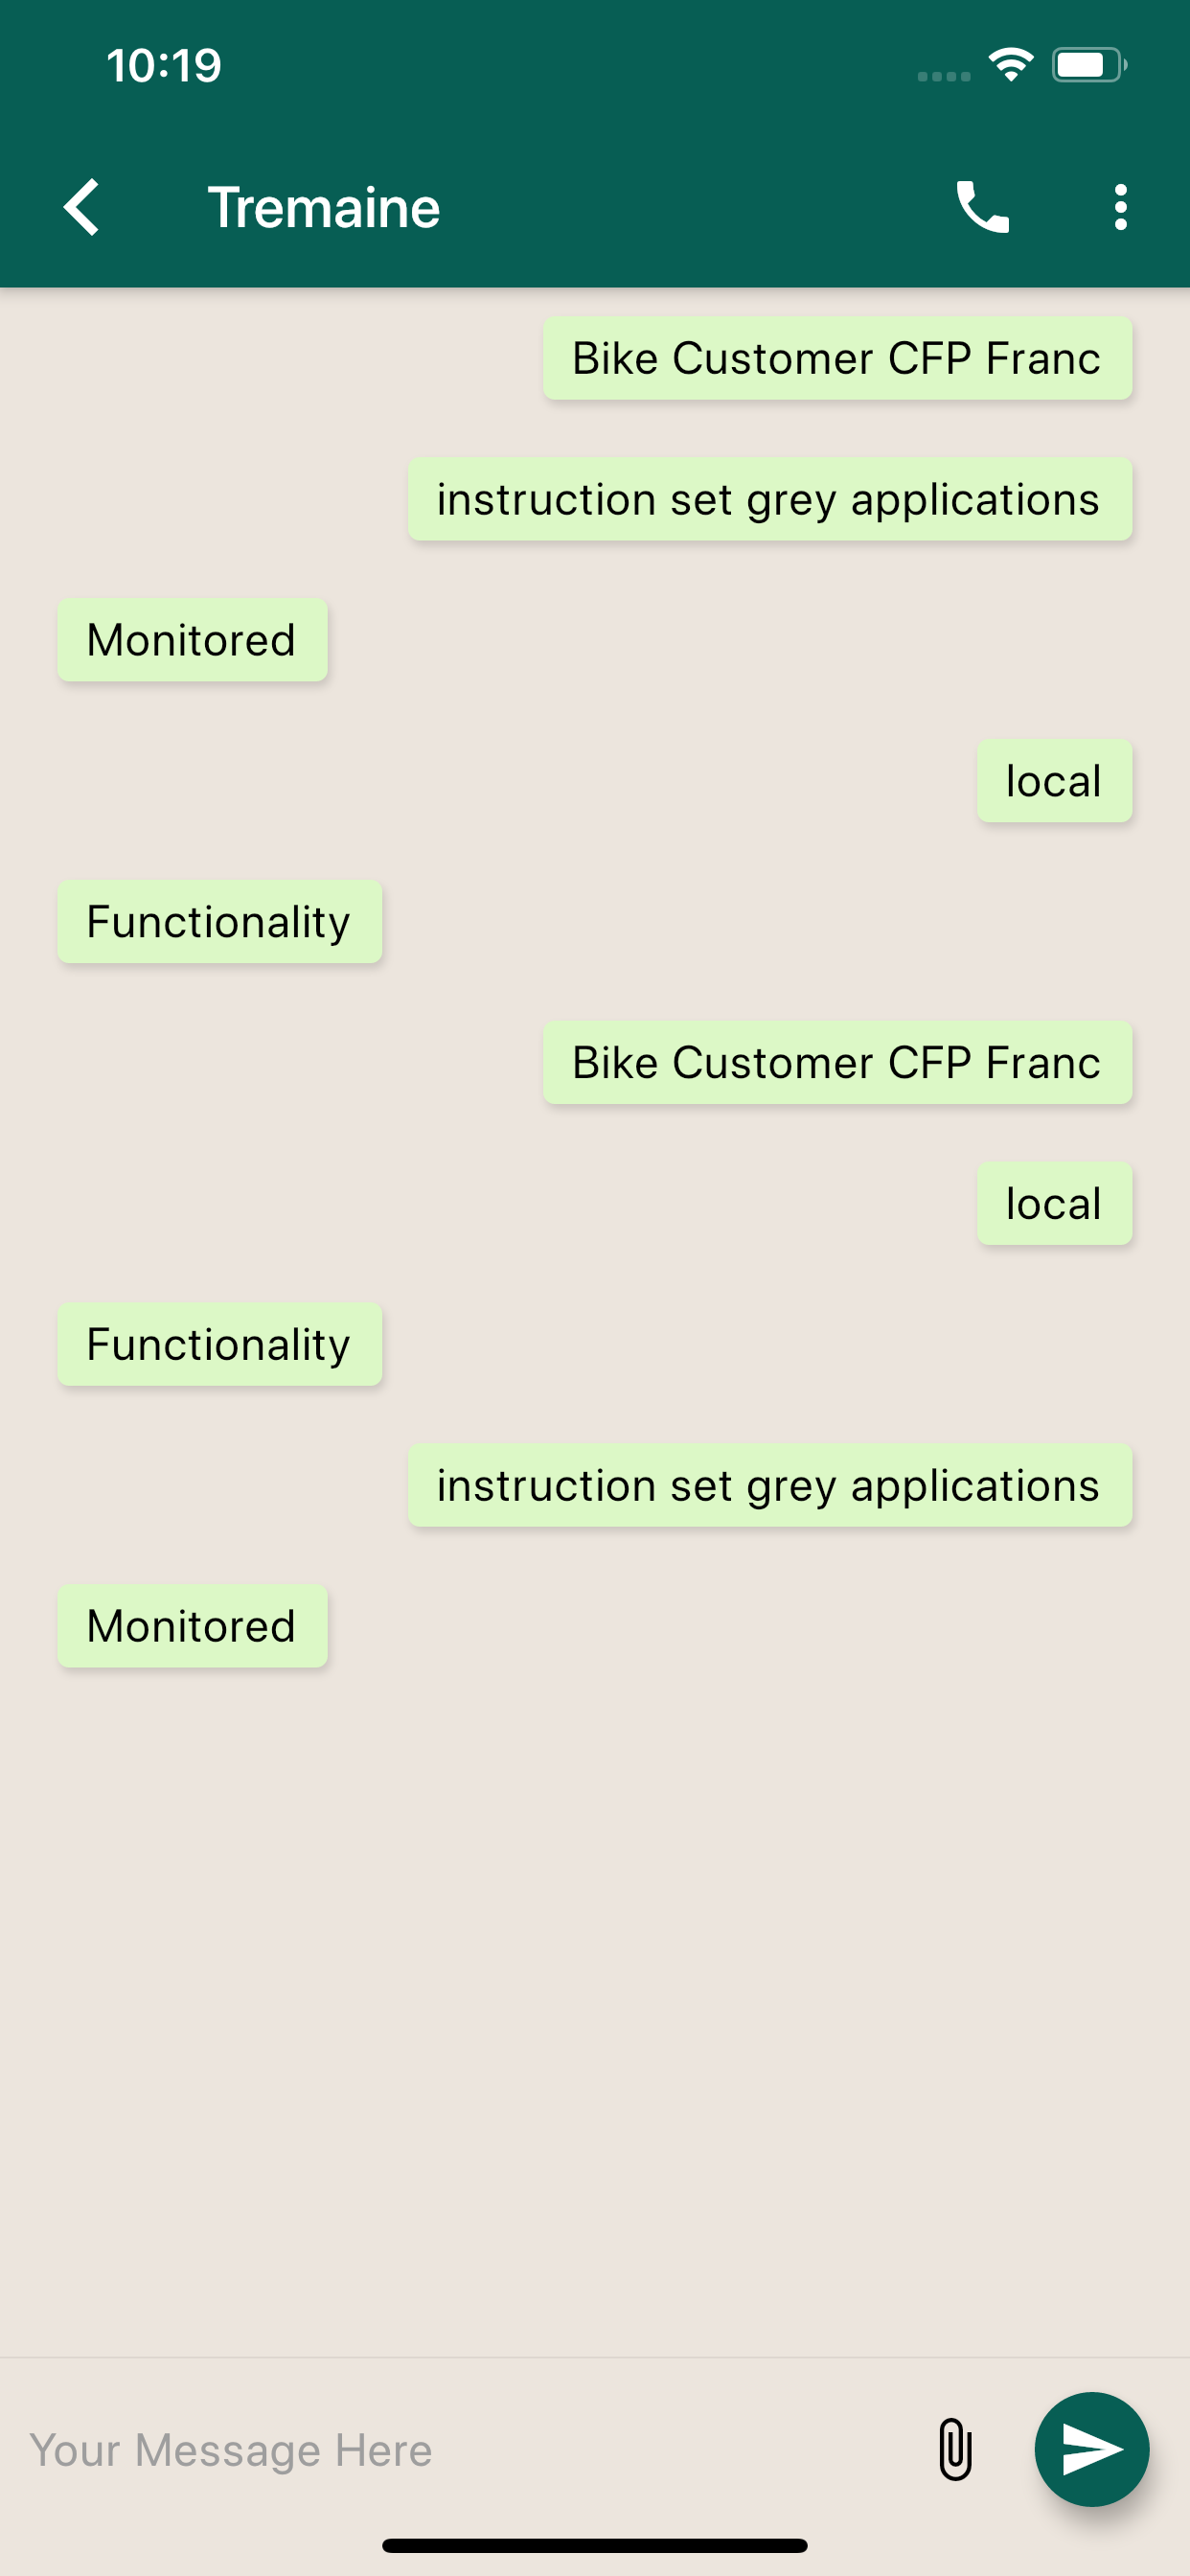 10:19
Tremaine
Bike Customer CFP Franc
instruction set grey applications
Monitored
local
Functionality
Bike Customer CFP Franc
local
Functionality
instruction set grey applications
Monitored
Your Message Here